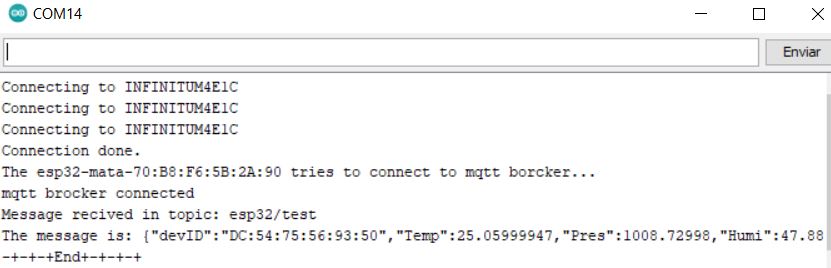 COM14
Enviar
Connecting to INFINITUM4E1C
Connecting to INFINITUM4E1C
Connecting to INFINITUM4E1C
Connection done.
The esp32-mata-70:B8:F6:5B:2A:90 tries to connect to mqtt borcker...
mqtt brocker connected
Message recived in topic: esp32/test
The message is: {"devID":"DC:54:75:56:93:50","Temp":25.05999947,"Pres":1008.72998,"Humi":47.88
-+-+-+End+-+-+-+